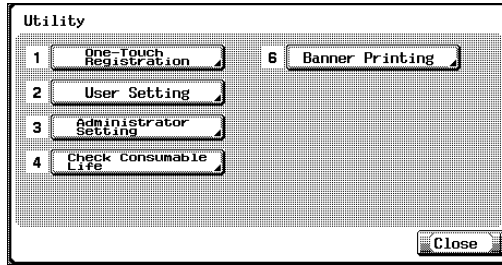 Utility
1 One-Touch
Registration
6 Banner Printing
2 User Setting
3 Administrator
Setting
4 Check Consumable
Life
Close